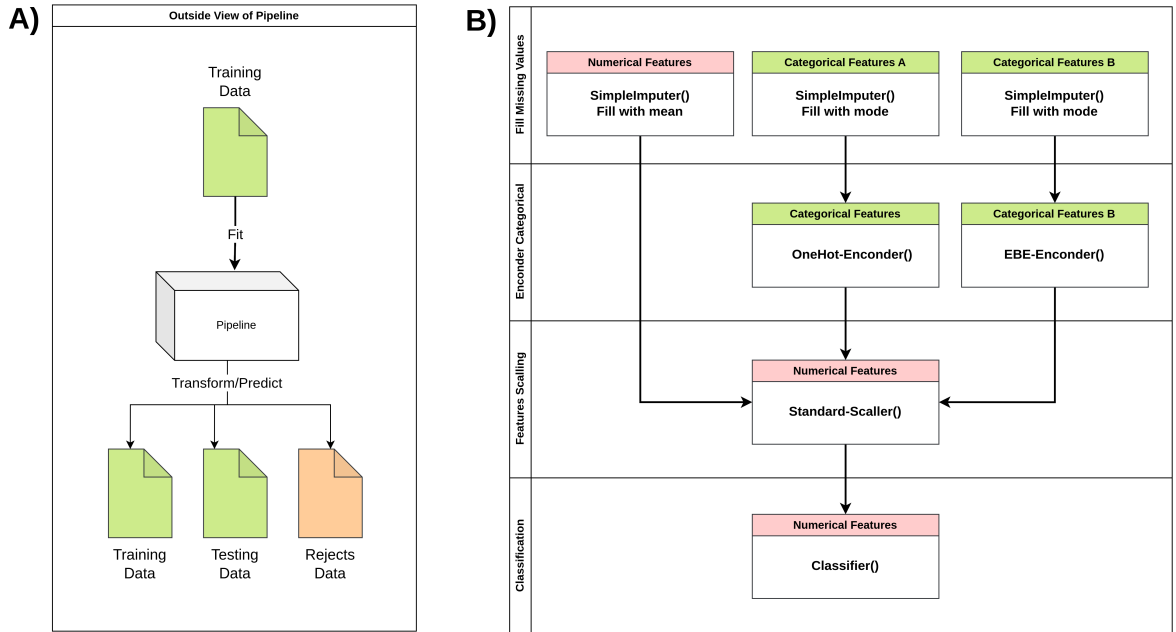 A)
Outside View of Pipeline
Training
Data
Fit
Pipeline
Transform/Predict
Training
Data
Testing
Data
Rejects
Data
B)
Fill Missing Values
Numerical Features
SimpleImputer()
Fill with mean
Categorical Features A
SimpleImputer()
Fill with mode
Categorical Features B
SimpleImputer()
Fill with mode
Enconder Categorical
Categorical Features
OneHot-Enconder()
Categorical Features B
EBE-Enconder()
Features Scalling
Numerical Features
Standard-Scaller()
Classification
Numerical Features
Classifier()